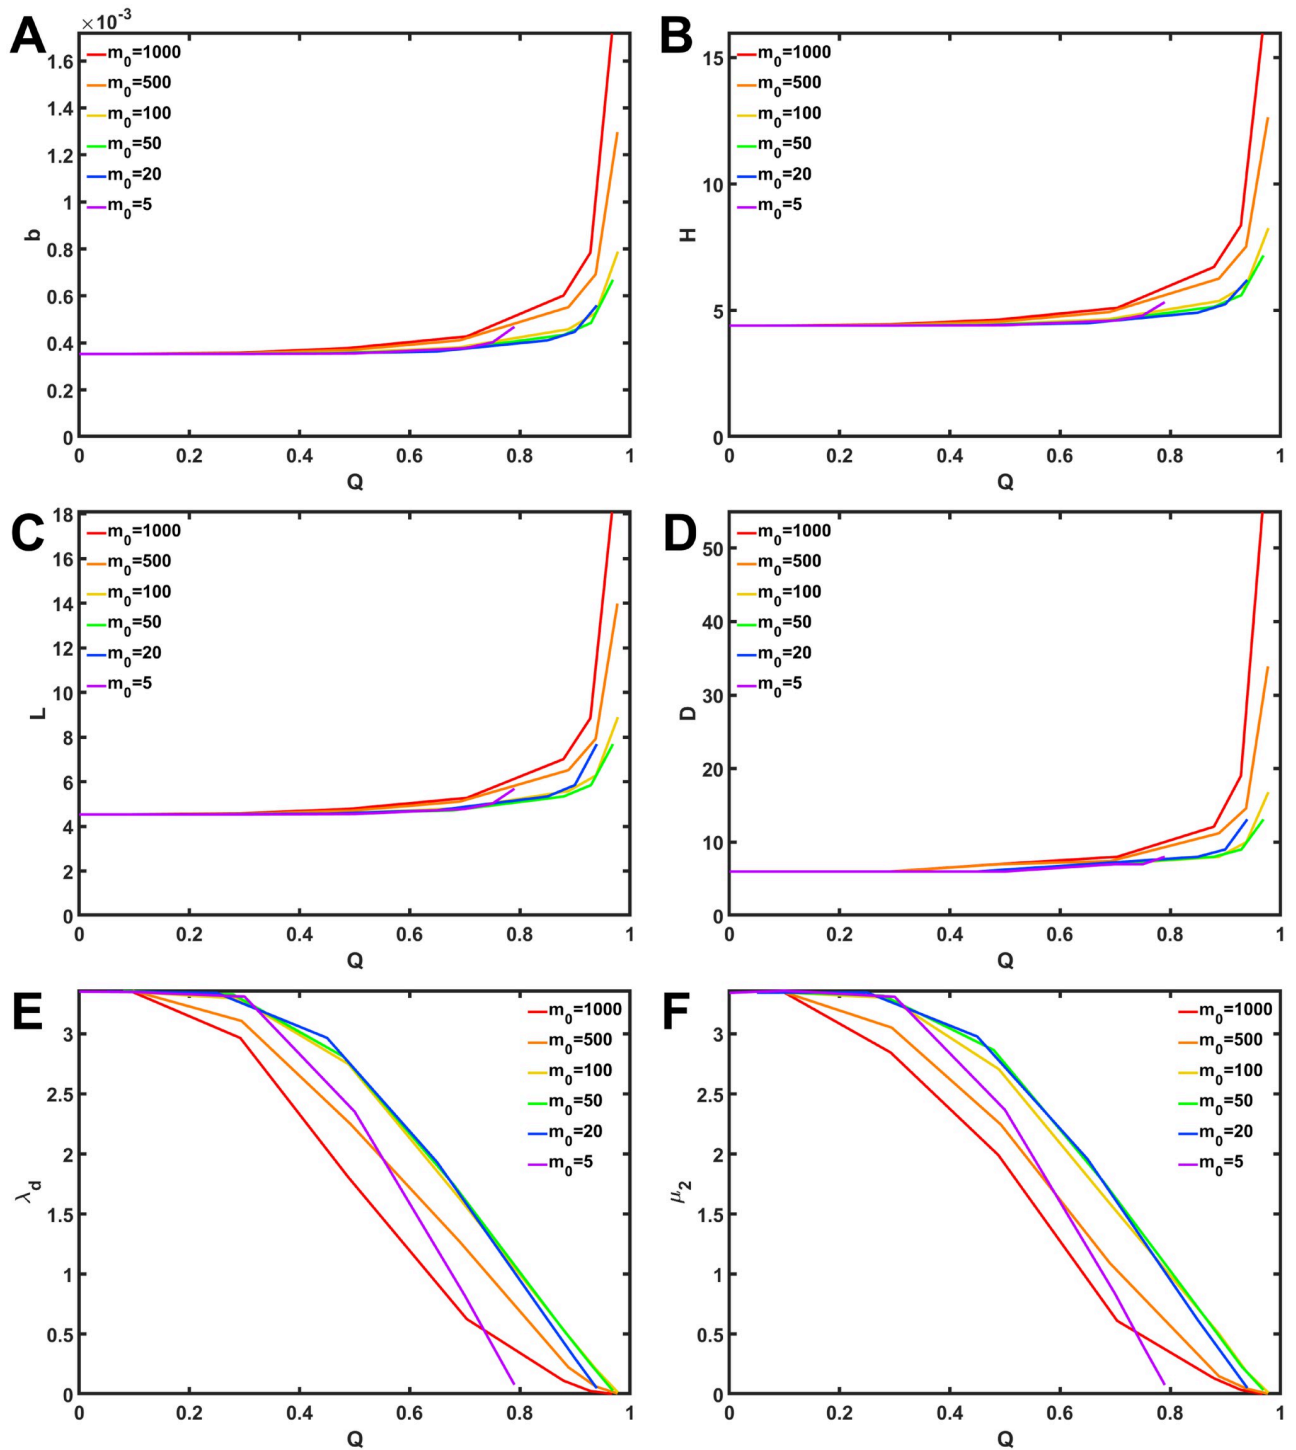 A
×10⁻³
1.6
1.4
1.2
1
0.8
0.6
0.4
0.2
0
b
m₀=1000
m₀=500
m₀=100
m₀=50
m₀=20
m₀=5
0 0.2 0.4 0.6 0.8 1
Q
B
15
10
5
0
H
m₀=1000
m₀=500
m₀=100
m₀=50
m₀=20
m₀=5
0 0.2 0.4 0.6 0.8 1
Q
C
18
16
14
12
10
8
6
4
2
0
L
m₀=1000
m₀=500
m₀=100
m₀=50
m₀=20
m₀=5
0 0.2 0.4 0.6 0.8 1
Q
D
50
40
30
20
10
0
D
m₀=1000
m₀=500
m₀=100
m₀=50
m₀=20
m₀=5
0 0.2 0.4 0.6 0.8 1
Q
E
3
2.5
2
1.5
1
0.5
0
λd
m₀=1000
m₀=500
m₀=100
m₀=50
m₀=20
m₀=5
0 0.2 0.4 0.6 0.8 1
Q
F
3
2.5
2
1.5
1
0.5
0
μ₂
m₀=1000
m₀=500
m₀=100
m₀=50
m₀=20
m₀=5
0 0.2 0.4 0.6 0.8 1
Q